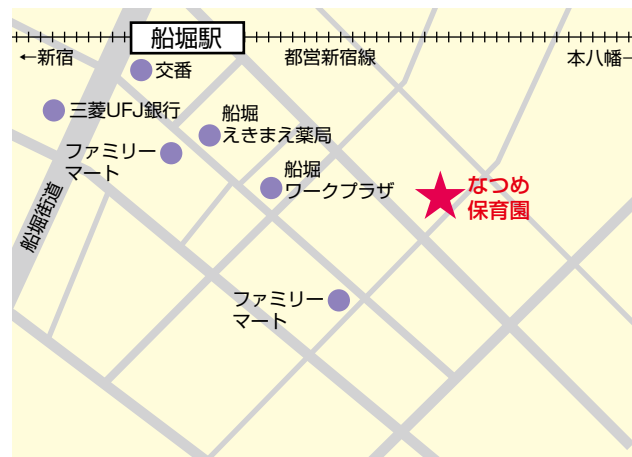 船堀駅
←新宿
都営新宿線
本八幡
交番
三菱UFJ銀行
船堀
えきまえ薬局
ファミリー
マート
船堀
ワークプラザ
なつめ
保育園
船堀街道
ファミリー
マート